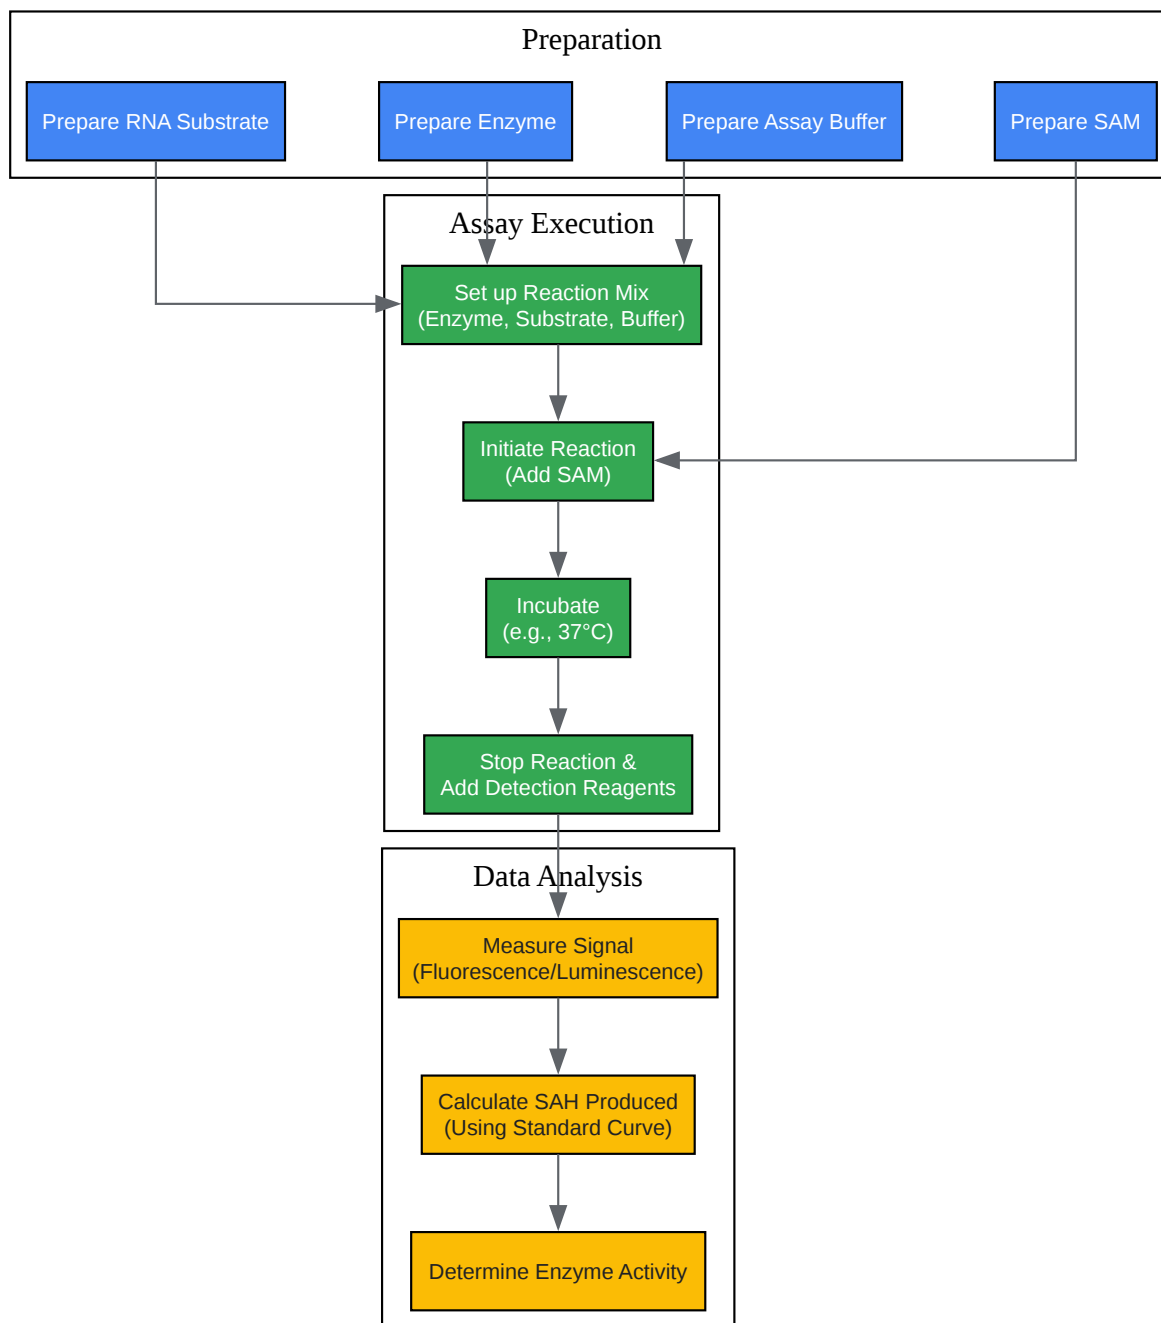 Preparation
Prepare RNA Substrate
Prepare Enzyme
Prepare Assay Buffer
Prepare SAM
Assay Execution
Set up Reaction Mix
(Enzyme, Substrate, Buffer)
Initiate Reaction
(Add SAM)
Incubate
(e.g., 37°C)
Stop Reaction &
Add Detection Reagents
Data Analysis
Measure Signal
(Fluorescence/Luminescence)
Calculate SAH Produced
(Using Standard Curve)
Determine Enzyme Activity